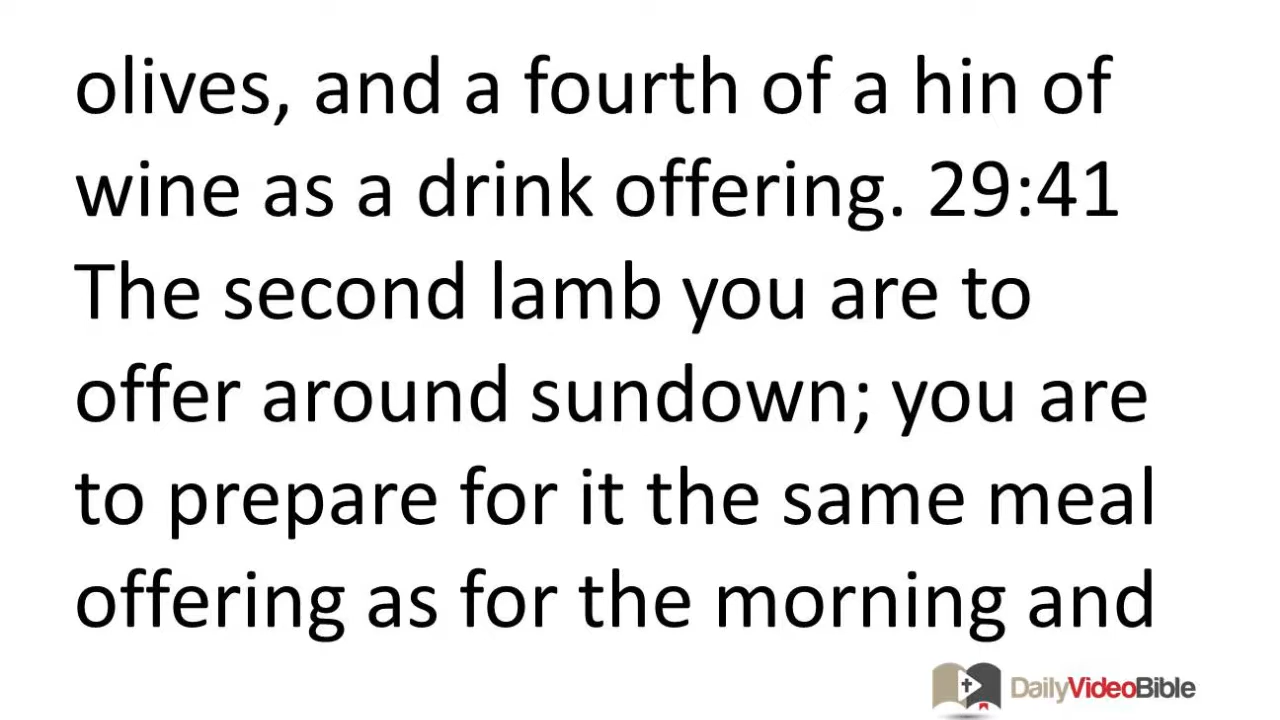 olives, and a fourth of a hin of
wine as a drink offering. 29:41
The second lamb you are to
offer around sundown; you are
to prepare for it the same meal
offering as for the morning and
DailyVideoBible